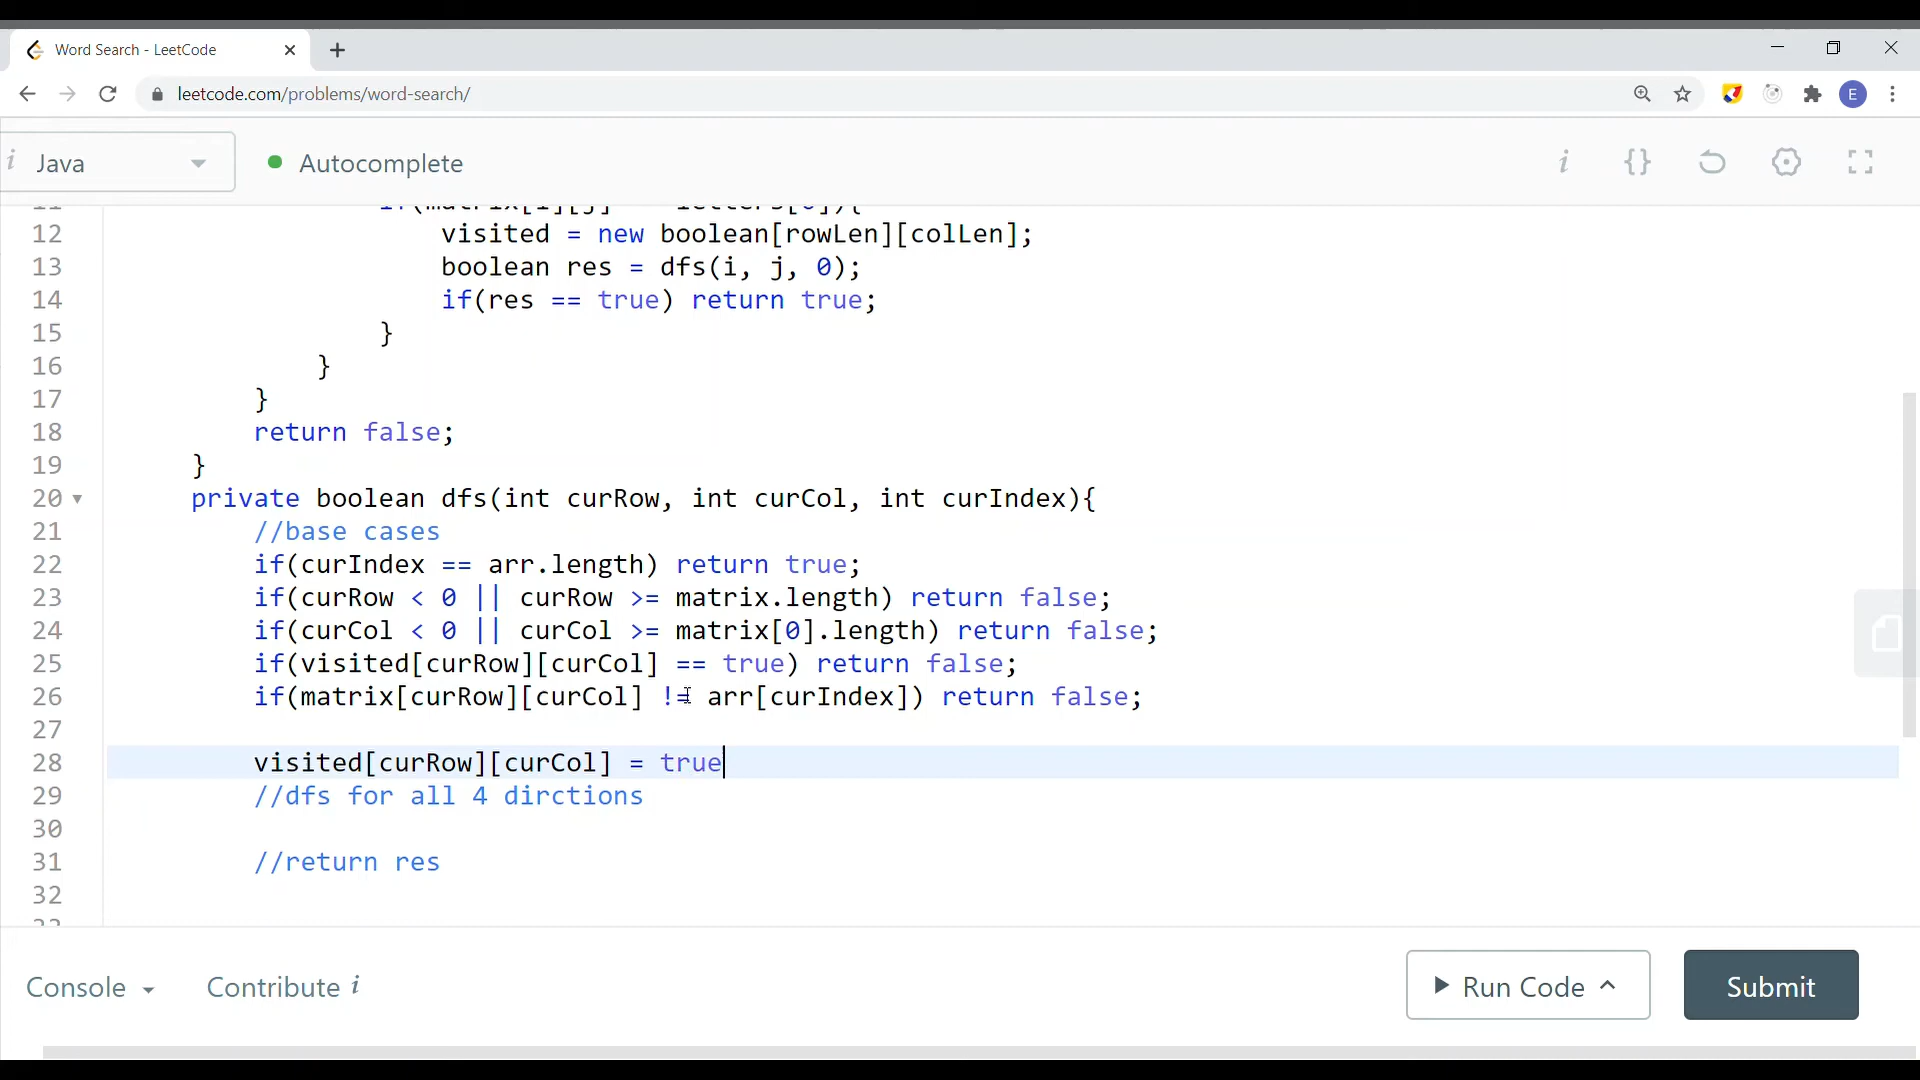 Word Search - LeetCode
leetcode.com/problems/word-search/
E
i Java
Autocomplete
i {}
12 visited = new boolean[rowLen][colLen];
13 boolean res = dfs(i, j, 0);
14 if(res == true) return true;
15 }
16 }
17 }
18 return false;
19 }
20 private boolean dfs(int curRow, int curCol, int curIndex){
21 //base cases
22 if(curIndex == arr.length) return true;
23 if(curRow < 0 || curRow >= matrix.length) return false;
24 if(curCol < 0 || curCol >= matrix[0].length) return false;
25 if(visited[curRow][curCol] == true) return false;
26 if(matrix[curRow][curCol] != arr[curIndex]) return false;
27
28 visited[curRow][curCol] = true
29 //dfs for all 4 dirctions
30
31 //return res
32
Console
Contribute i
Run Code
Submit